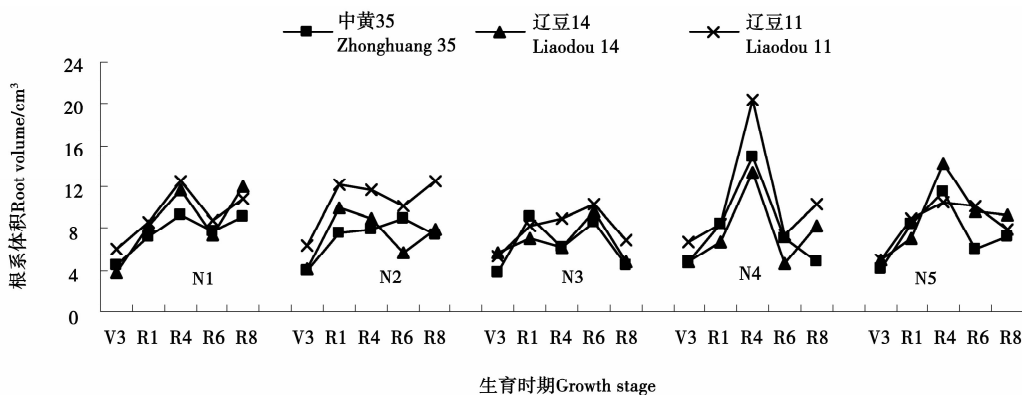 中黄35
Zhonghuang 35
辽豆14
Liaodou 14
辽豆11
Liaodou 11
根系体积Root volume/cm³
24
20
16
12
8
4
0
N1
N2
N3
N4
N5
V3 R1 R4 R6 R8
V3 R1 R4 R6 R8
V3 R1 R4 R6 R8
V3 R1 R4 R6 R8
V3 R1 R4 R6 R8
生育时期Growth stage